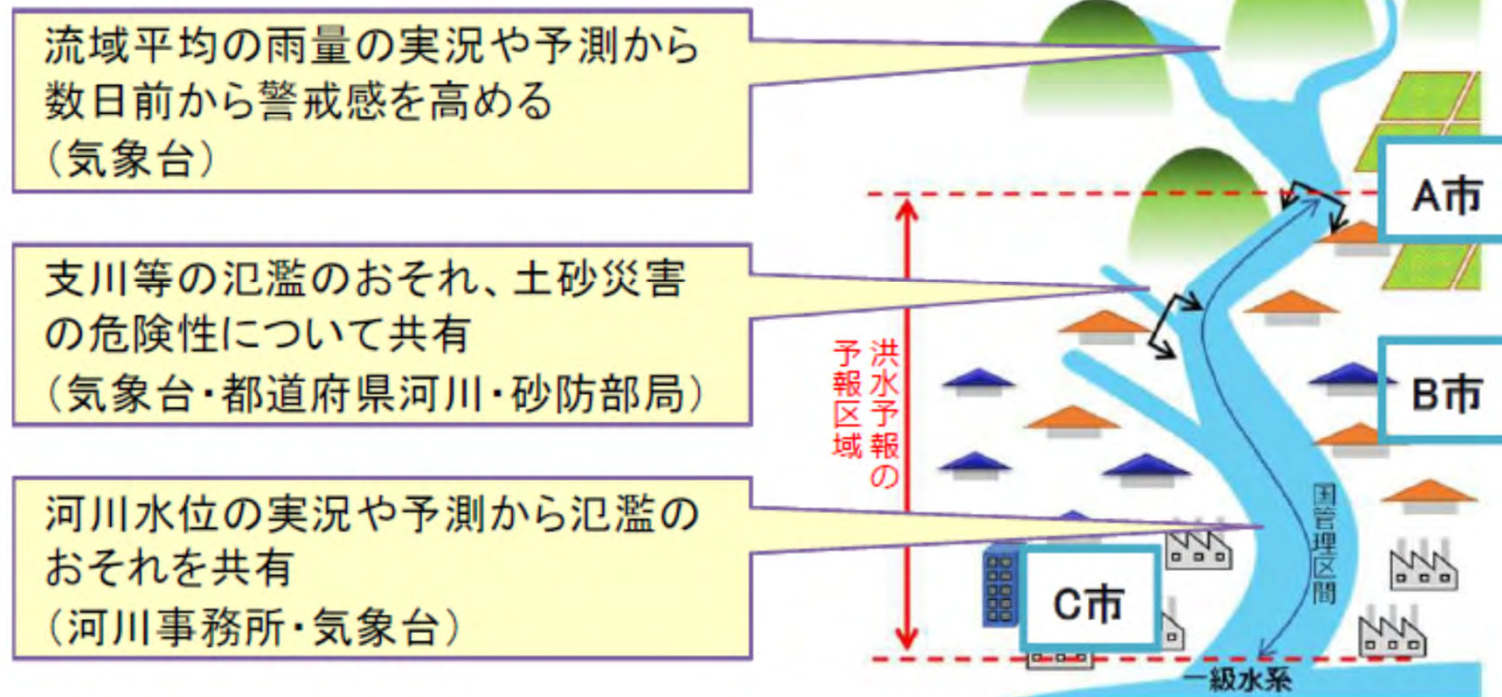 流域平均の雨量の実況や予測から
数日前から警戒感を高める
（気象台）
支川等の氾濫のおそれ、土砂災害
の危険性について共有
（気象台・都道府県河川・砂防部局）
河川水位の実況や予測から氾濫の
おそれを共有
（河川事務所・気象台）
洪水予報の
予報区域
A市
B市
C市
国管理区間
一級水系